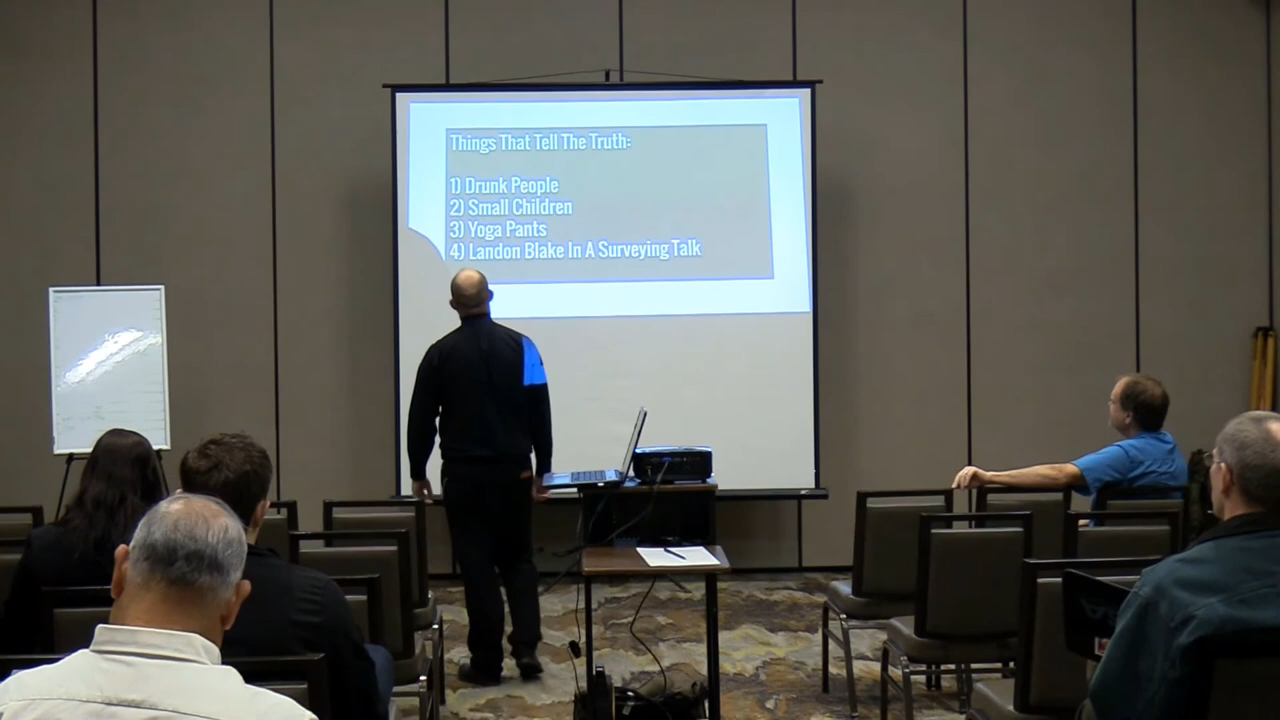 Things That Tell The Truth:
1) Drunk People
2) Small Children
3) Yoga Pants
4) Landon Blake In A Surveying Talk